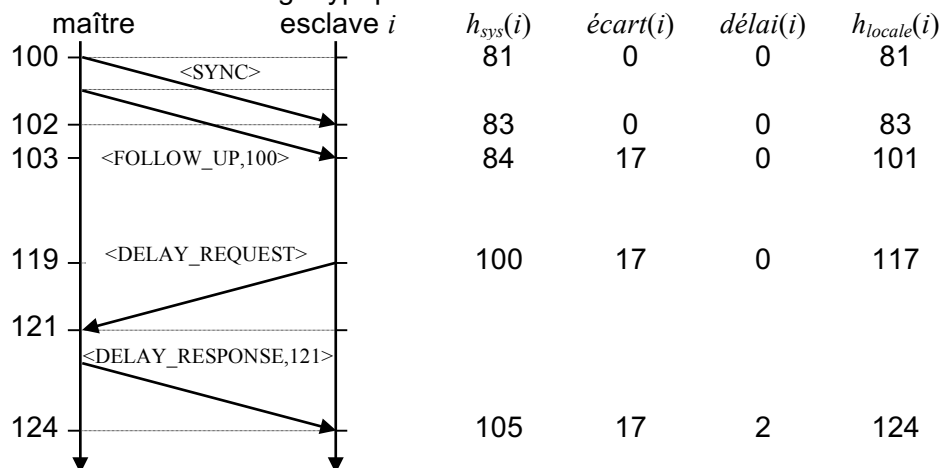 maître esclave i h_sys(i) écart(i) délai(i) h_locale(i)
100 81 0 0 81
<SYNC>
102 83 0 0 83
103 <FOLLOW_UP,100> 84 17 0 101
119 <DELAY_REQUEST> 100 17 0 117
121
<DELAY_RESPONSE,121>
124 105 17 2 124